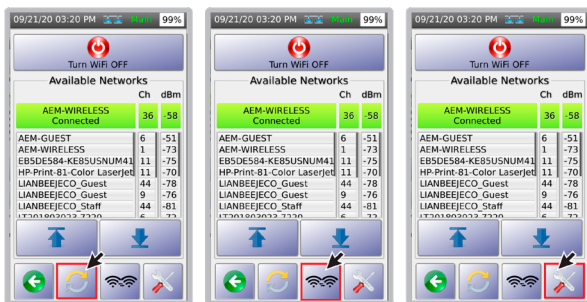 09/21/20 03:20 PM Main 99%
Turn WiFi OFF
Available Networks
Ch dBm
AEM-WIRELESS
Connected 36 -58
AEM-GUEST 6 -51
AEM-WIRELESS 1 -73
EB5DE584-KE85USNUM41 11 -75
HP-Print-81-Color LaserJet 11 -70
LIANBEEJECO_Guest 44 -78
LIANBEEJECO_Guest 9 -76
LIANBEEJECO_Staff 44 -81
09/21/20 03:20 PM Main 99%
Turn WiFi OFF
Available Networks
Ch dBm
AEM-WIRELESS
Connected 36 -58
AEM-GUEST 6 -51
AEM-WIRELESS 1 -73
EB5DE584-KE85USNUM41 11 -75
HP-Print-81-Color LaserJet 11 -70
LIANBEEJECO_Guest 44 -78
LIANBEEJECO_Guest 9 -76
LIANBEEJECO_Staff 44 -81
09/21/20 03:20 PM Main 99%
Turn WiFi OFF
Available Networks
Ch dBm
AEM-WIRELESS
Connected 36 -58
AEM-GUEST 6 -51
AEM-WIRELESS 1 -73
EB5DE584-KE85USNUM41 11 -75
HP-Print-81-Color LaserJet 11 -70
LIANBEEJECO_Guest 44 -78
LIANBEEJECO_Guest 9 -76
LIANBEEJECO_Staff 44 -81